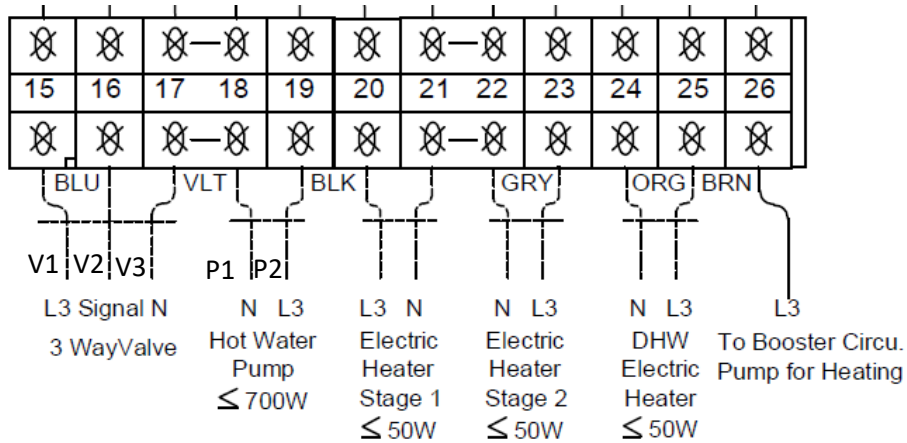 15 16 17 18 19 20 21 22 23 24 25 26
BLU VLT BLK GRY ORG BRN
V1 V2 V3 P1 P2
L3 Signal N N L3 L3 N N L3 N L3 L3
3 WayValve
Hot Water
Pump
≤ 700W
Electric
Heater
Stage 1
≤ 50W
Electric
Heater
Stage 2
≤ 50W
DHW
Electric
Heater
≤ 50W
To Booster Circu.
Pump for Heating